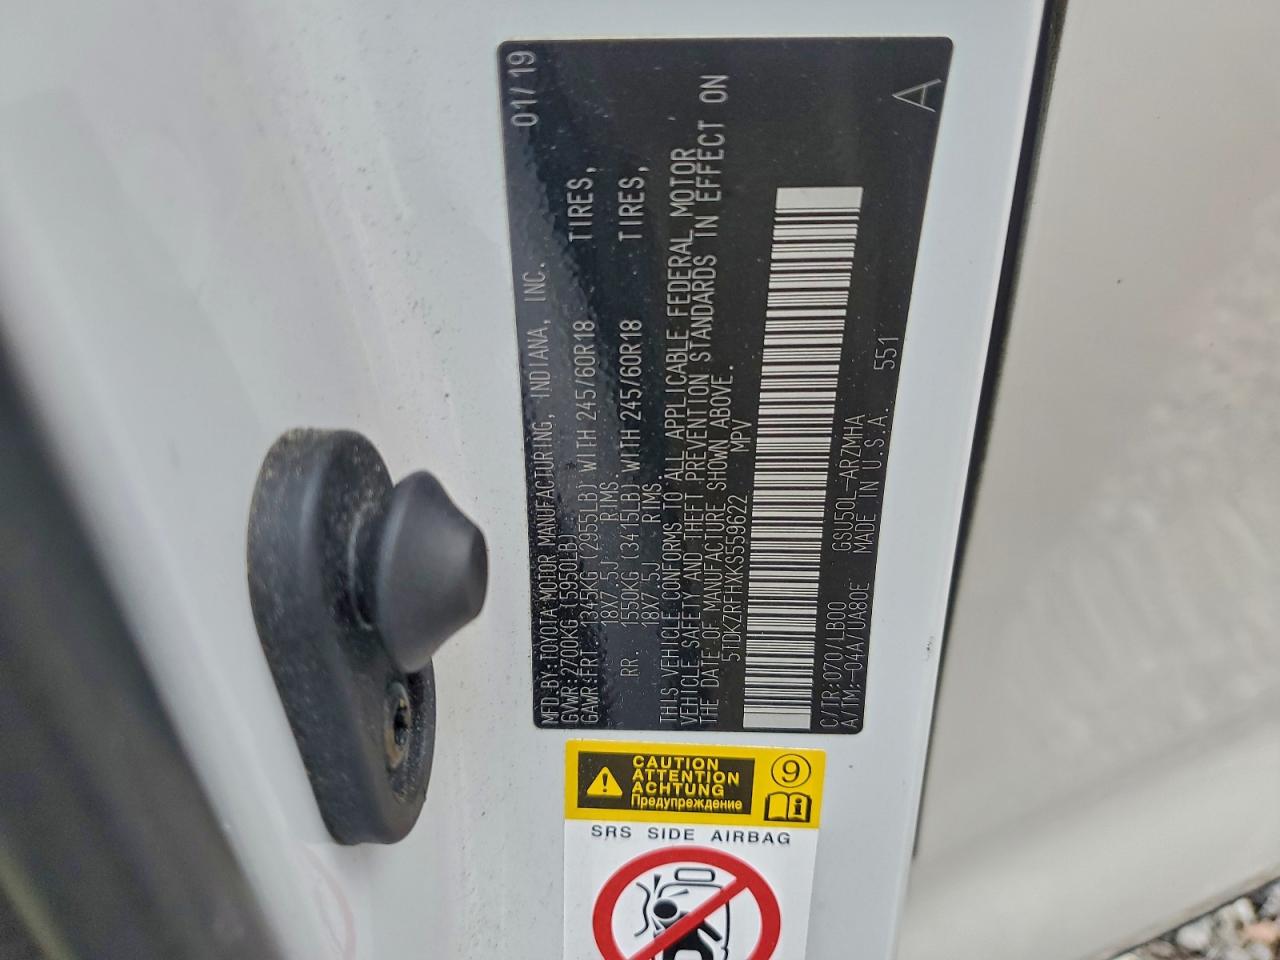 MFD.BY:TOYOTA MOTOR MANUFACTURING, INDIANA, INC. 01/19
GVWR:2700KG(5950LB)
GAWR:FRT. 1345KG (2955LB) WITH 245/60R18 TIRES,
18X7.5J RIMS.
RR. 1550KG (3415LB) WITH 245/60R18 TIRES,
18X7.5J RIMS.
THIS VEHICLE CONFORMS TO ALL APPLICABLE FEDERAL MOTOR
VEHICLE SAFETY AND THEFT PREVENTION STANDARDS IN EFFECT ON
THE DATE OF MANUFACTURE SHOWN ABOVE.
5TDKZRFHXKS559622 MPV
C/TR:070/LB00 GSU50L-ARZMHA
A/TM:-04A/UA80E MADE IN U.S.A. 551
A
CAUTION
ATTENTION
ACHTUNG
Предупреждение
9
SRS SIDE AIRBAG